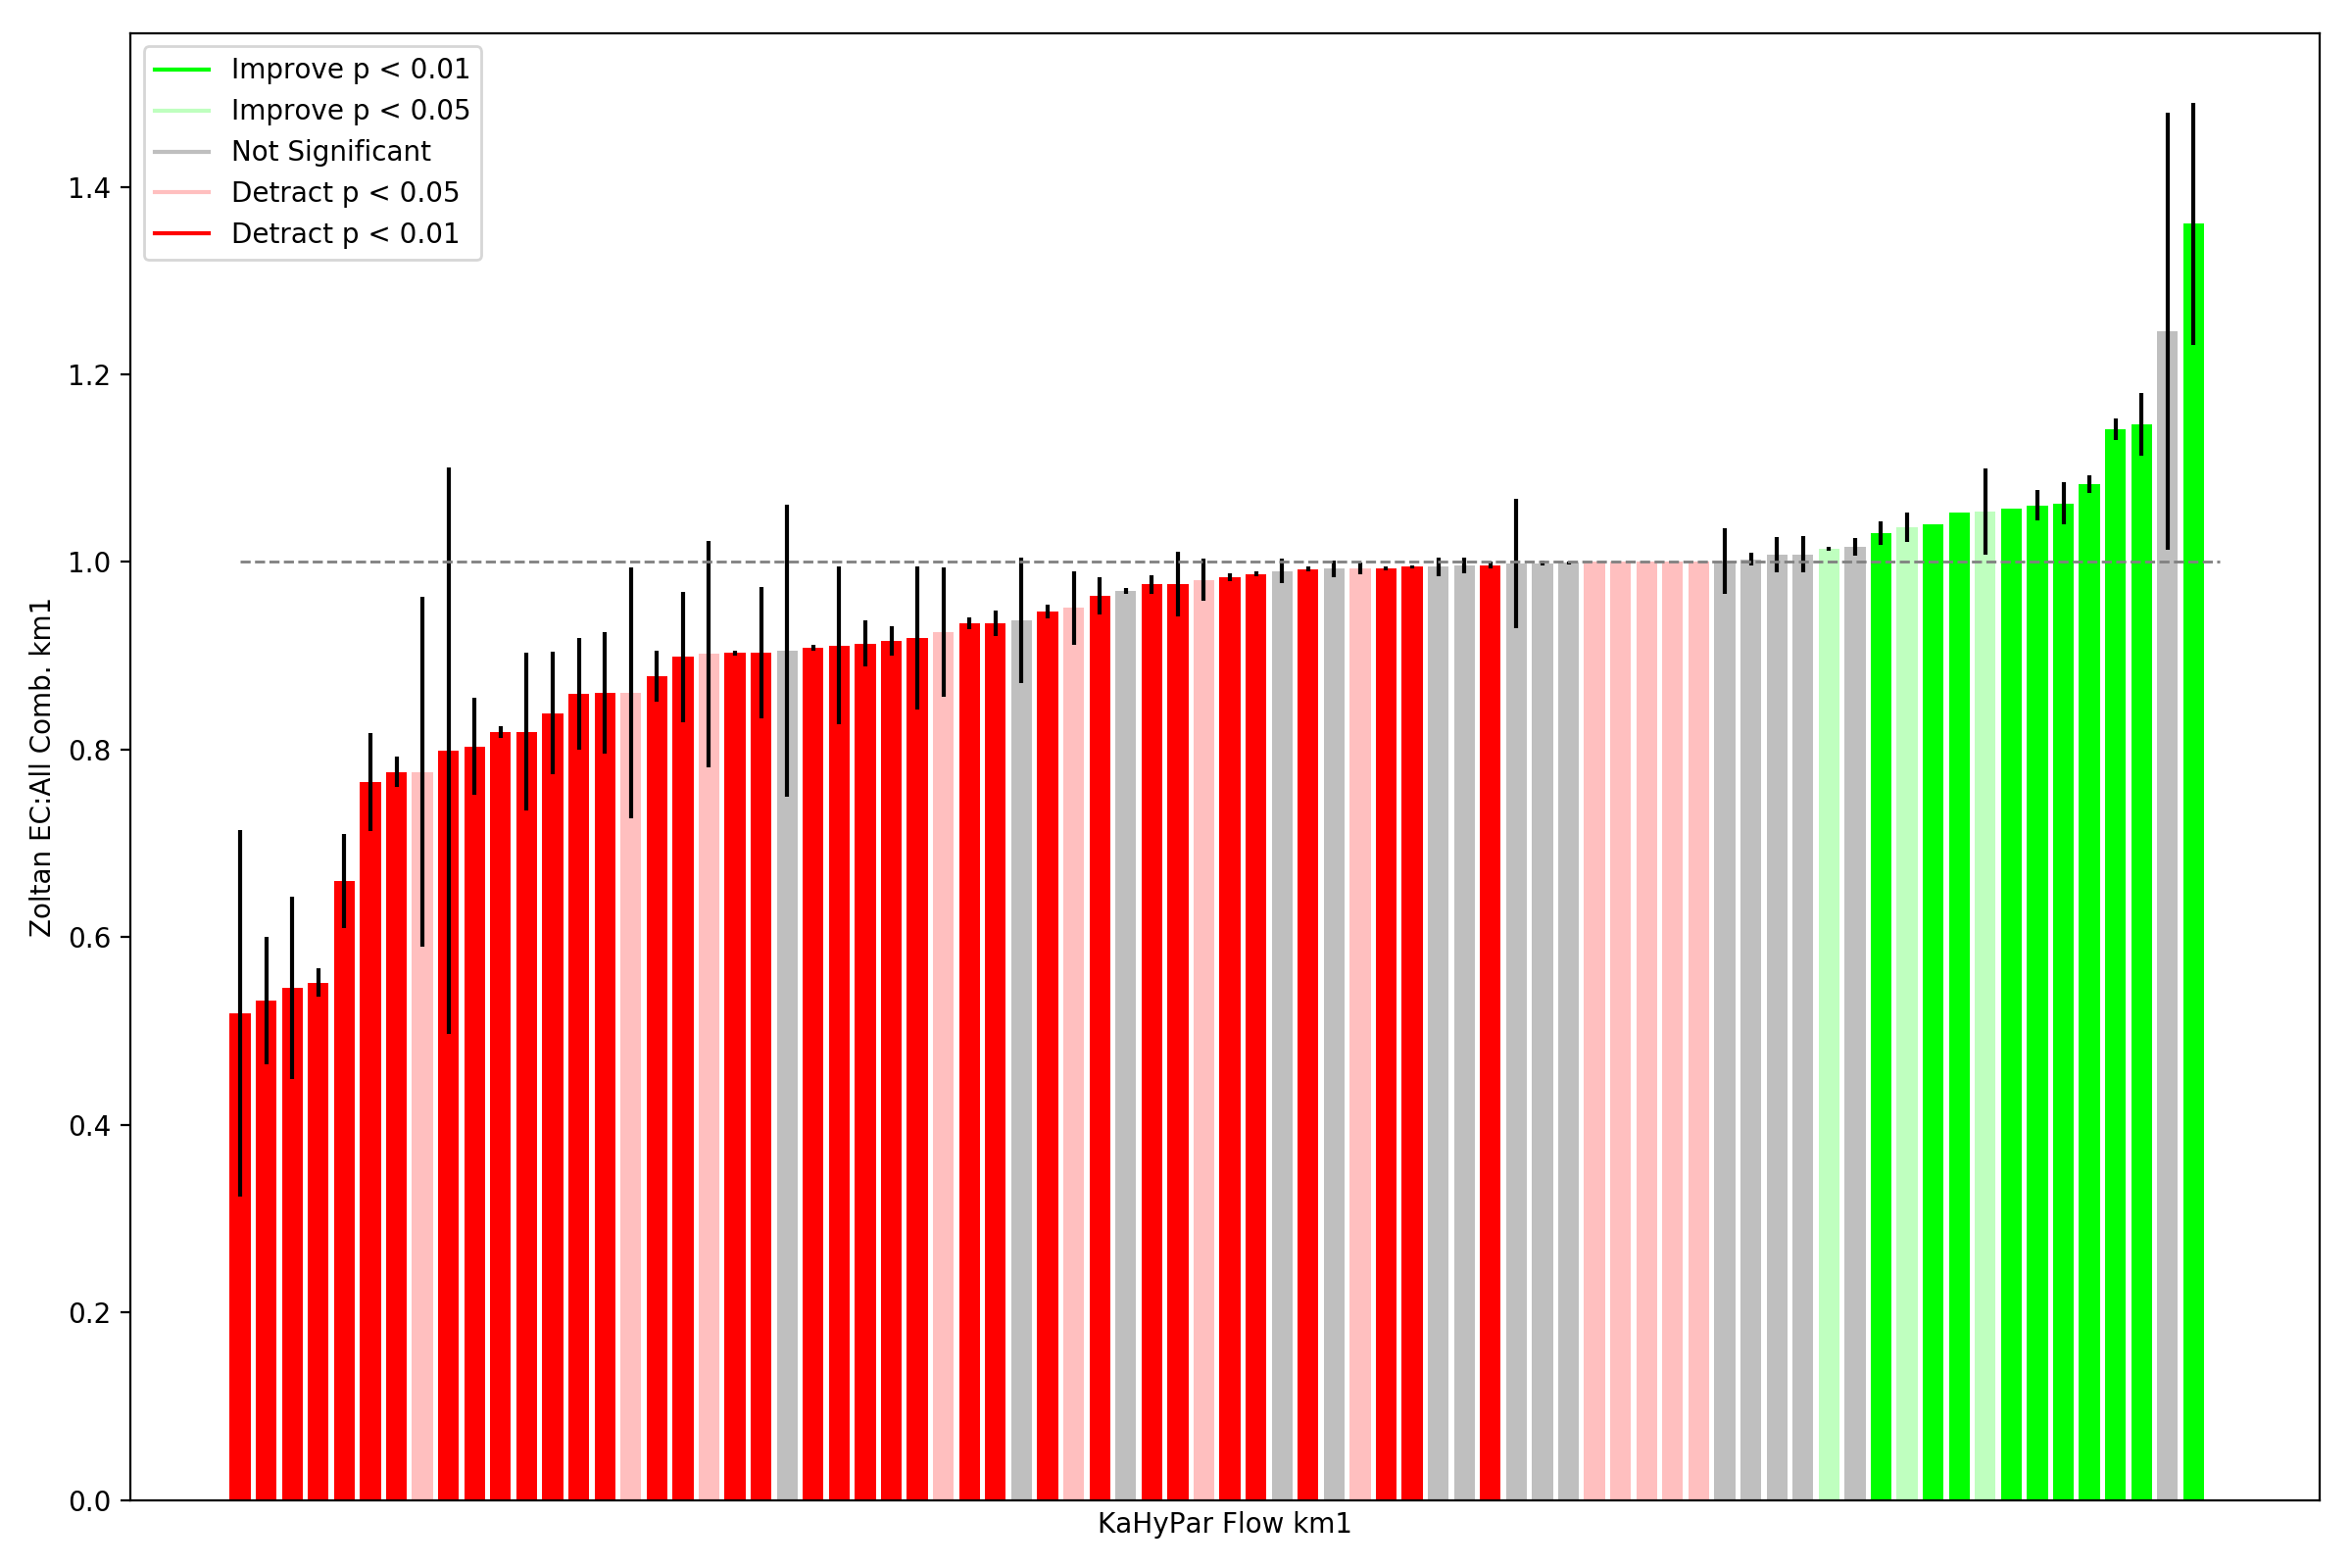 Improve p < 0.01
Improve p < 0.05
Not Significant
Detract p < 0.05
Detract p < 0.01
1.4
1.2
1.0
0.8
0.6
0.4
0.2
0.0
Zoltan EC:All Comb. km1
KaHyPar Flow km1